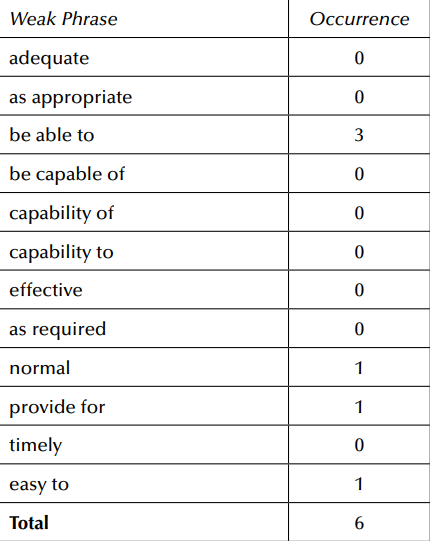 Weak Phrase Occurrence
adequate 0
as appropriate 0
be able to 3
be capable of 0
capability of 0
capability to 0
effective 0
as required 0
normal 1
provide for 1
timely 0
easy to 1
Total 6